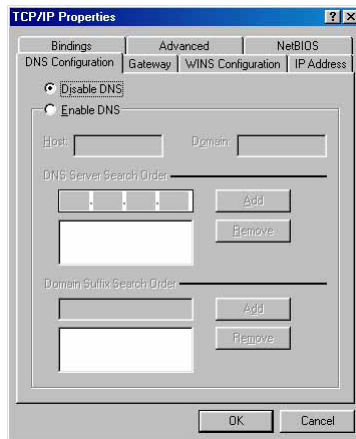 TCP/IP Properties
Bindings Advanced NetBIOS
DNS Configuration Gateway WINS Configuration IP Address
Disable DNS
Enable DNS
Host: Domain:
DNS Server Search Order
Add
Remove
Domain Suffix Search Order
Add
Remove
OK Cancel